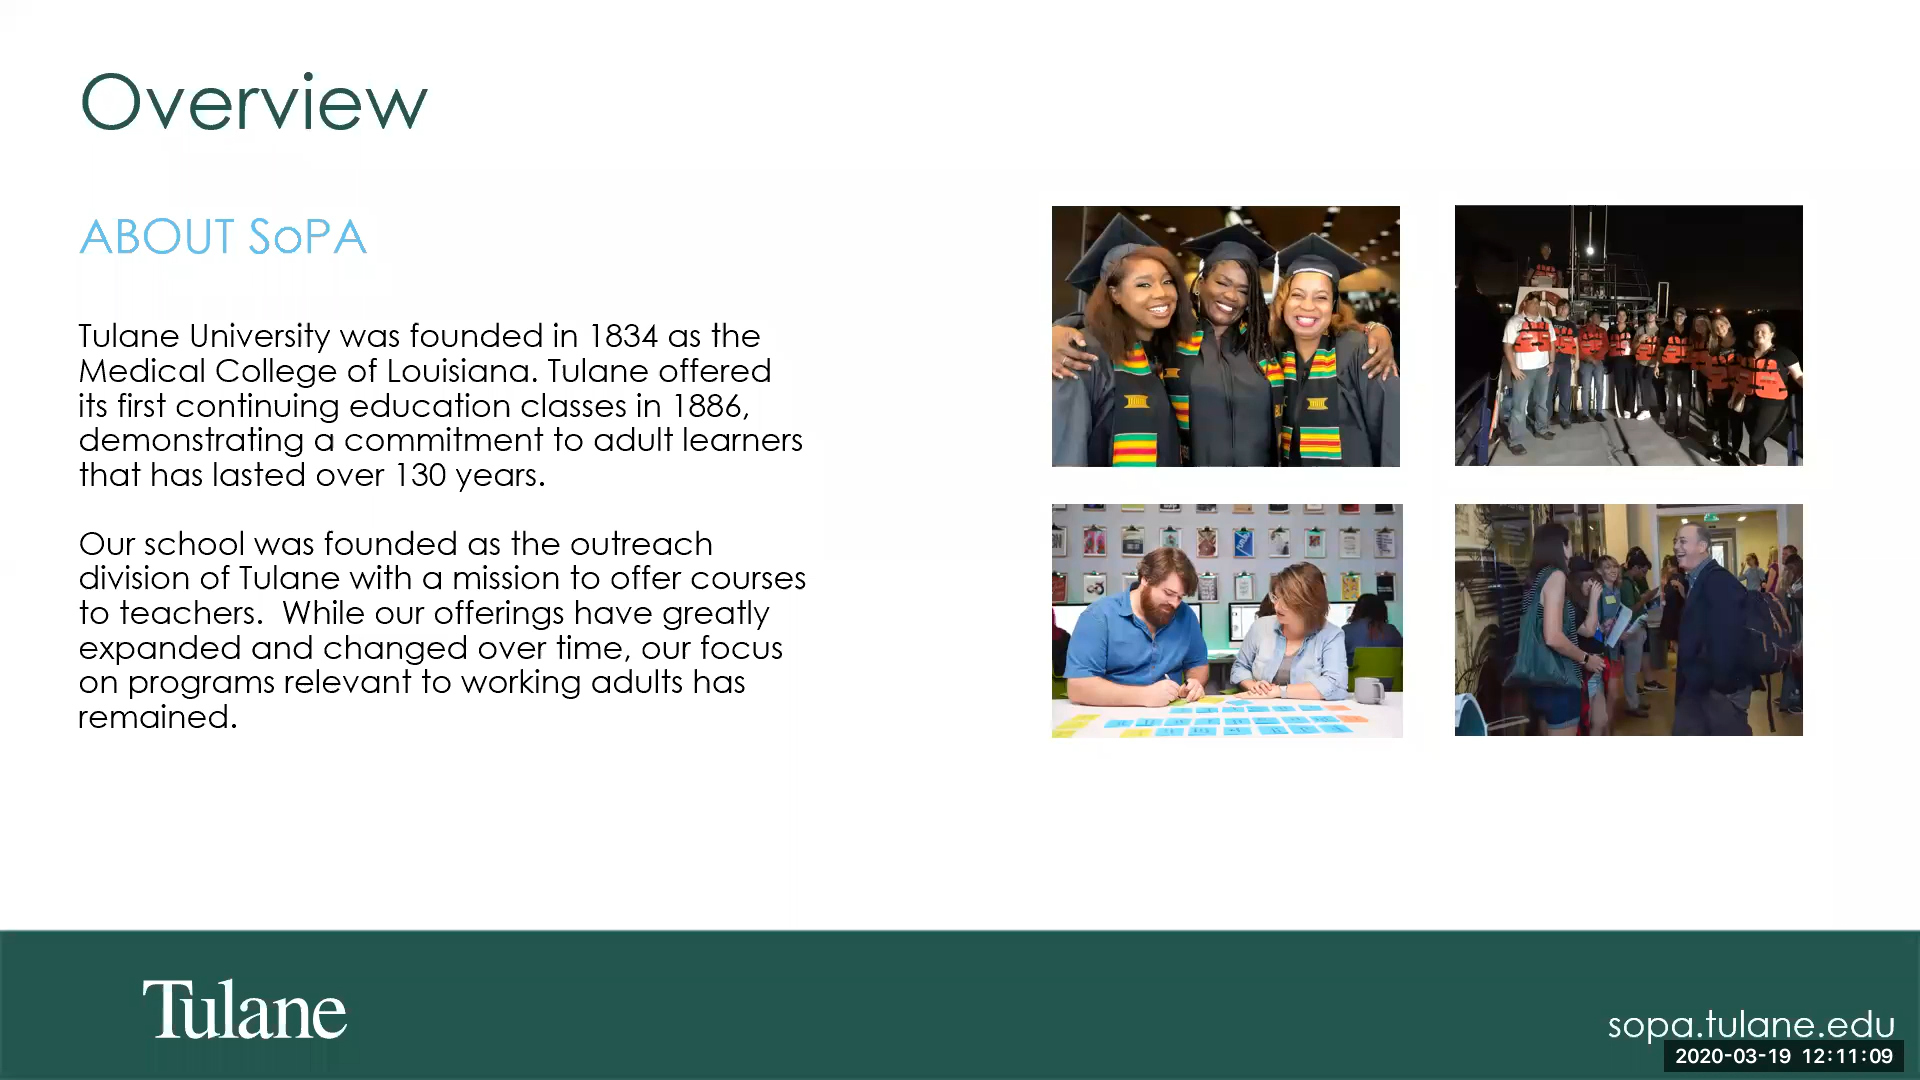 Overview
ABOUT SoPA
Tulane University was founded in 1834 as the
Medical College of Louisiana. Tulane offered
its first continuing education classes in 1886,
demonstrating a commitment to adult learners
that has lasted over 130 years.
Our school was founded as the outreach
division of Tulane with a mission to offer courses
to teachers.  While our offerings have greatly
expanded and changed over time, our focus
on programs relevant to working adults has
remained.
Tulane
sopa.tulane.edu
2020-03-19 12:11:09